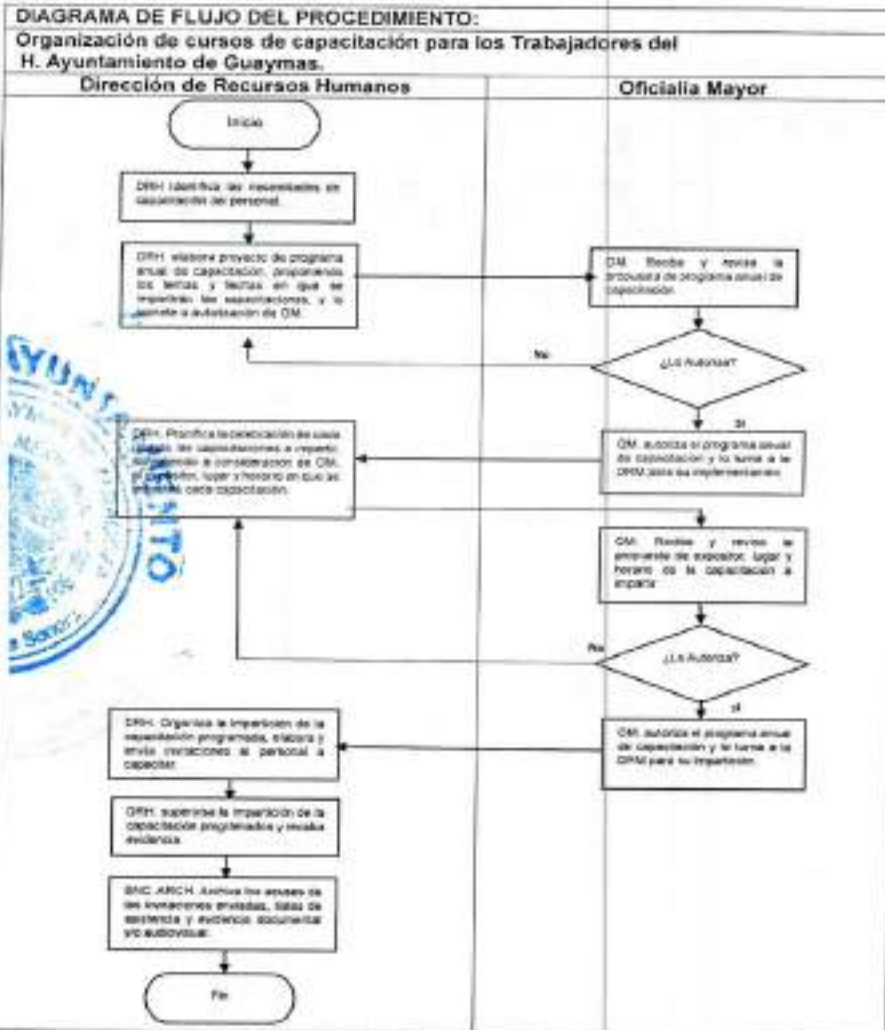 DIAGRAMA DE FLUJO DEL PROCEDIMIENTO:
Organización de cursos de capacitación para los Trabajadores del
H. Ayuntamiento de Guaymas.
Dirección de Recursos Humanos
Oficialía Mayor
Inicio
DRH Identifica las necesidades de
capacitación del personal.
DRH. elabora proyecto de programa
anual de capacitación, proponiendo
los temas y fechas en que se
impartirán las capacitaciones, y lo
somete a autorización de OM.
OM. Recibe y revisa la
propuesta de programa anual de
capacitación.
¿Lo Autoriza?
No
Si
OM. autoriza el programa anual
de capacitación y lo turna a la
para su implementación.
DRH. Planifica la celebración de cada
de las capacitaciones a impartir,
a consideración de OM.
expositor, lugar y horario en que se
cada capacitación.
OM. Recibe y revisa la
propuesta de expositor, lugar y
horario de la capacitación a
impartir
¿Lo Autoriza?
No
si
OM. autoriza el programa anual
de capacitación y lo turna a la
para su impartición.
DRH. Organiza la impartición de la
capacitación programada, elabora y
envía invitaciones al personal a
capacitar.
DRH. supervisa la impartición de la
capacitación programados y recaba
evidencia.
ENC. ARCH. Archiva los acuses de
las invitaciones enviadas, listas de
asistencia y evidencia documental
y/o audiovisual.
Fin
AYUNTAMIENTO
Sonora